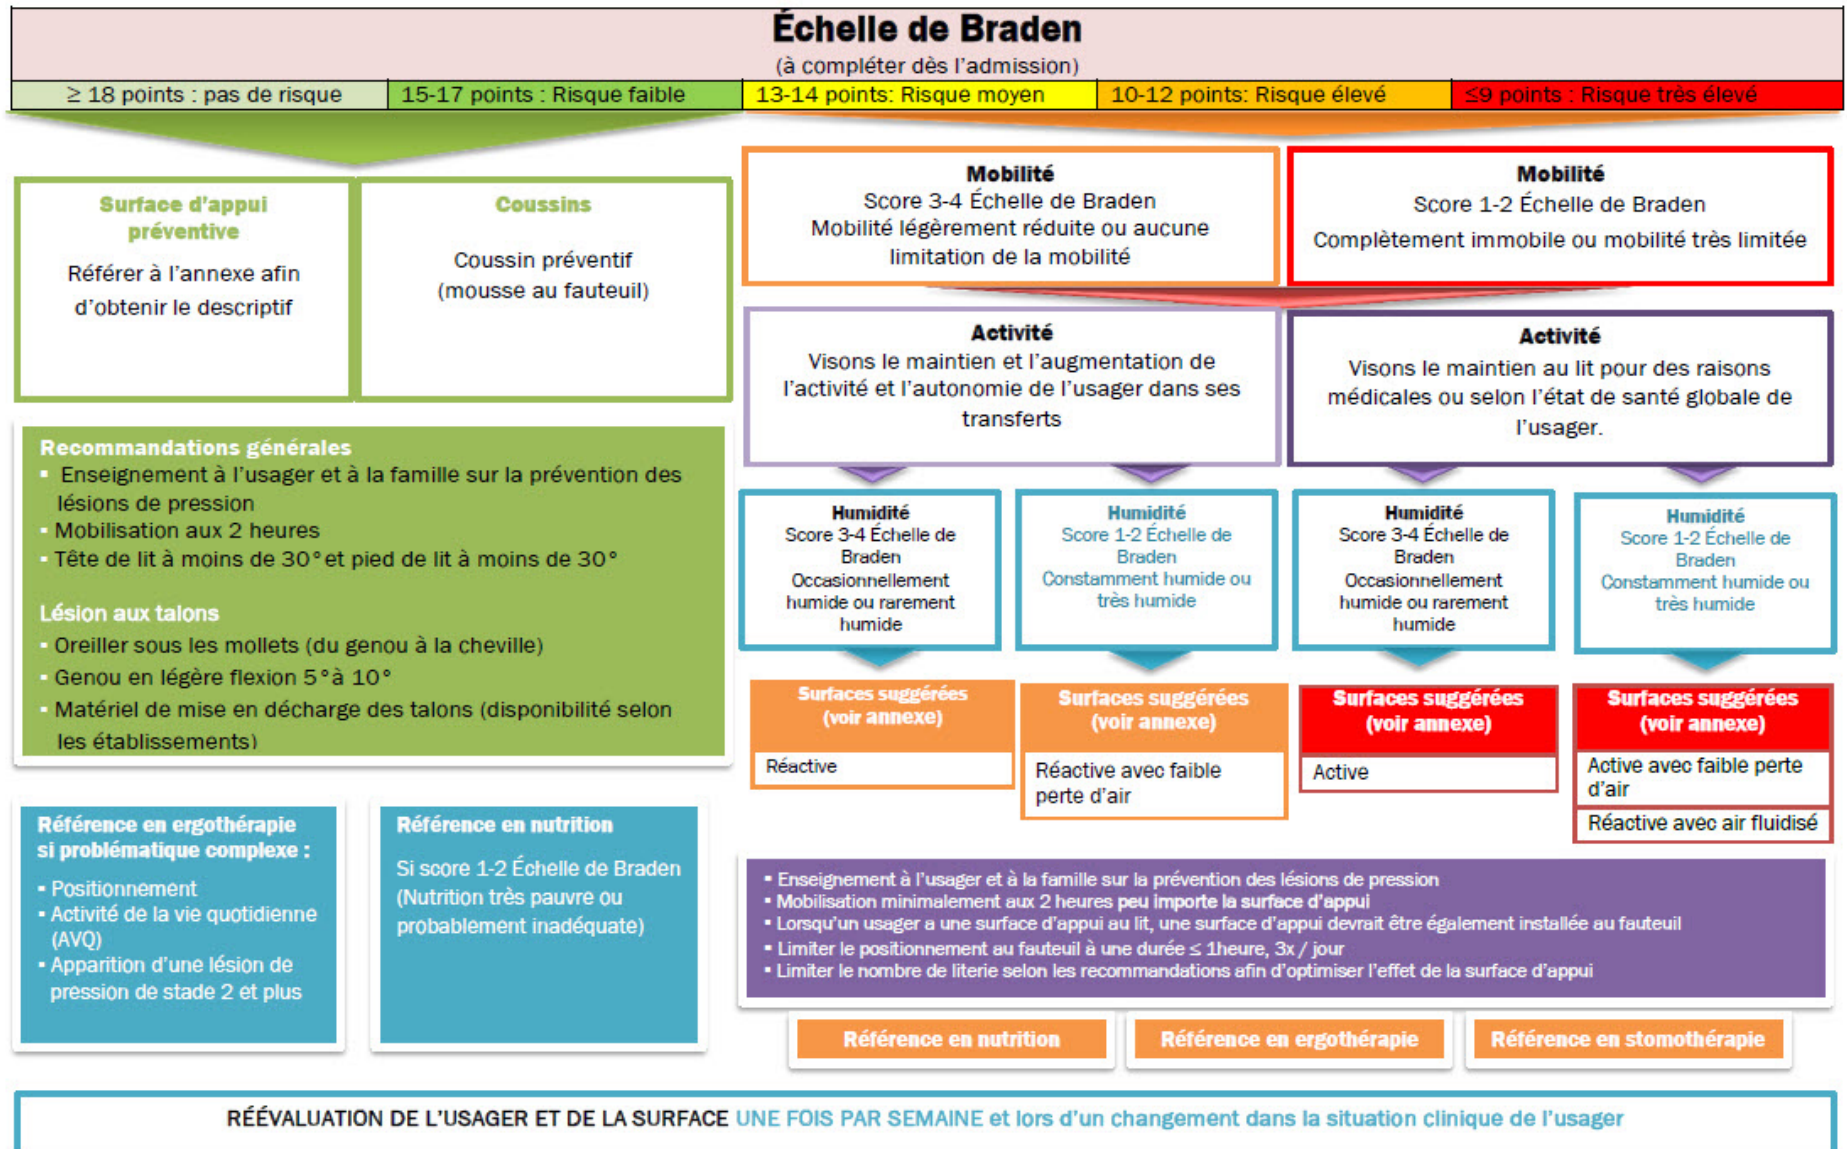 Échelle de Braden
(à compléter dès l'admission)
≥ 18 points : pas de risque
15-17 points : Risque faible
13-14 points: Risque moyen
10-12 points: Risque élevé
≤9 points : Risque très élevé
Surface d'appui
préventive
Référer à l'annexe afin
d'obtenir le descriptif
Coussins
Coussin préventif
(mousse au fauteuil)
Recommandations générales
▪ Enseignement à l'usager et à la famille sur la prévention des
lésions de pression
▪ Mobilisation aux 2 heures
▪ Tête de lit à moins de 30° et pied de lit à moins de 30°
Lésion aux talons
▪ Oreiller sous les mollets (du genou à la cheville)
▪ Genou en légère flexion 5°à 10°
▪ Matériel de mise en décharge des talons (disponibilité selon
les établissements)
Référence en ergothérapie
si problématique complexe :
▪ Positionnement
▪ Activité de la vie quotidienne
(AVQ)
▪ Apparition d'une lésion de
pression de stade 2 et plus
Référence en nutrition
Si score 1-2 Échelle de Braden
(Nutrition très pauvre ou
probablement inadéquate)
Mobilité
Score 3-4 Échelle de Braden
Mobilité légèrement réduite ou aucune
limitation de la mobilité
Mobilité
Score 1-2 Échelle de Braden
Complètement immobile ou mobilité très limitée
Activité
Visons le maintien et l'augmentation de
l'activité et l'autonomie de l'usager dans ses
transferts
Activité
Visons le maintien au lit pour des raisons
médicales ou selon l'état de santé globale de
l'usager.
Humidité
Score 3-4 Échelle de
Braden
Occasionnellement
humide ou rarement
humide
Humidité
Score 1-2 Échelle de
Braden
Constamment humide ou
très humide
Humidité
Score 3-4 Échelle de
Braden
Occasionnellement
humide ou rarement
humide
Humidité
Score 1-2 Échelle de
Braden
Constamment humide ou
très humide
Surfaces suggérées
(voir annexe)
Réactive
Surfaces suggérées
(voir annexe)
Réactive avec faible
perte d'air
Surfaces suggérées
(voir annexe)
Active
Surfaces suggérées
(voir annexe)
Active avec faible perte
d'air
Réactive avec air fluidisé
▪ Enseignement à l'usager et à la famille sur la prévention des lésions de pression
▪ Mobilisation minimalement aux 2 heures peu importe la surface d'appui
▪ Lorsqu'un usager a une surface d'appui au lit, une surface d'appui devrait être également installée au fauteuil
▪ Limiter le positionnement au fauteuil à une durée ≤ 1heure, 3x / jour
▪ Limiter le nombre de literie selon les recommandations afin d'optimiser l'effet de la surface d'appui
Référence en nutrition
Référence en ergothérapie
Référence en stomothérapie
RÉÉVALUATION DE L'USAGER ET DE LA SURFACE UNE FOIS PAR SEMAINE et lors d'un changement dans la situation clinique de l'usager